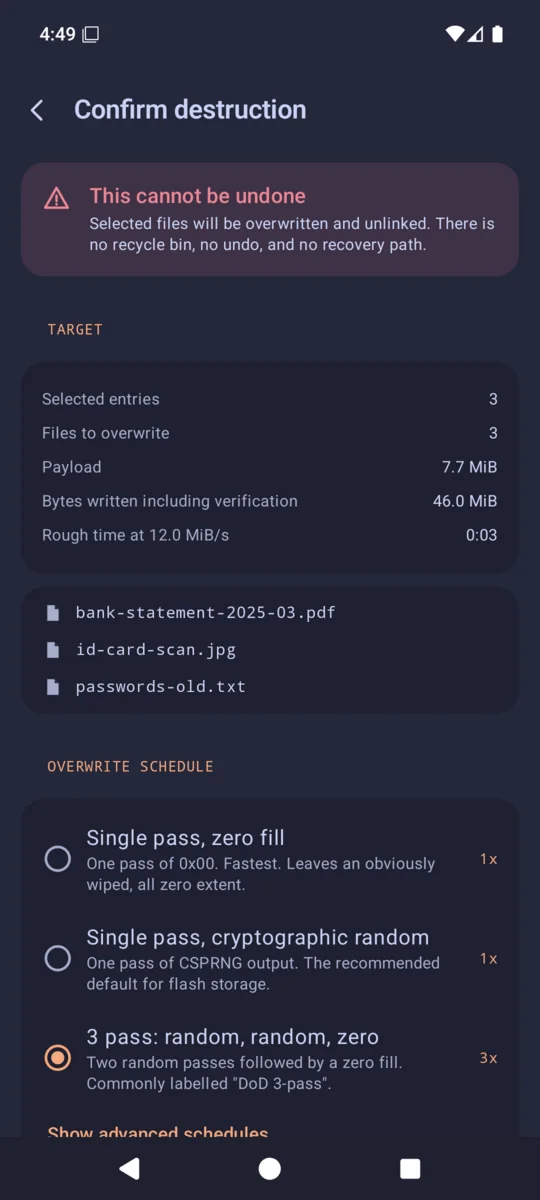 4:49
Confirm destruction
This cannot be undone
Selected files will be overwritten and unlinked. There is
no recycle bin, no undo, and no recovery path.
TARGET
Selected entries 3
Files to overwrite 3
Payload 7.7 MiB
Bytes written including verification 46.0 MiB
Rough time at 12.0 MiB/s 0:03
bank-statement-2025-03.pdf
id-card-scan.jpg
passwords-old.txt
OVERWRITE SCHEDULE
Single pass, zero fill
One pass of 0x00. Fastest. Leaves an obviously 1x
wiped, all zero extent.
Single pass, cryptographic random
One pass of CSPRNG output. The recommended 1x
default for flash storage.
3 pass: random, random, zero
Two random passes followed by a zero fill. 3x
Commonly labelled "DoD 3-pass".
Show advanced schedules